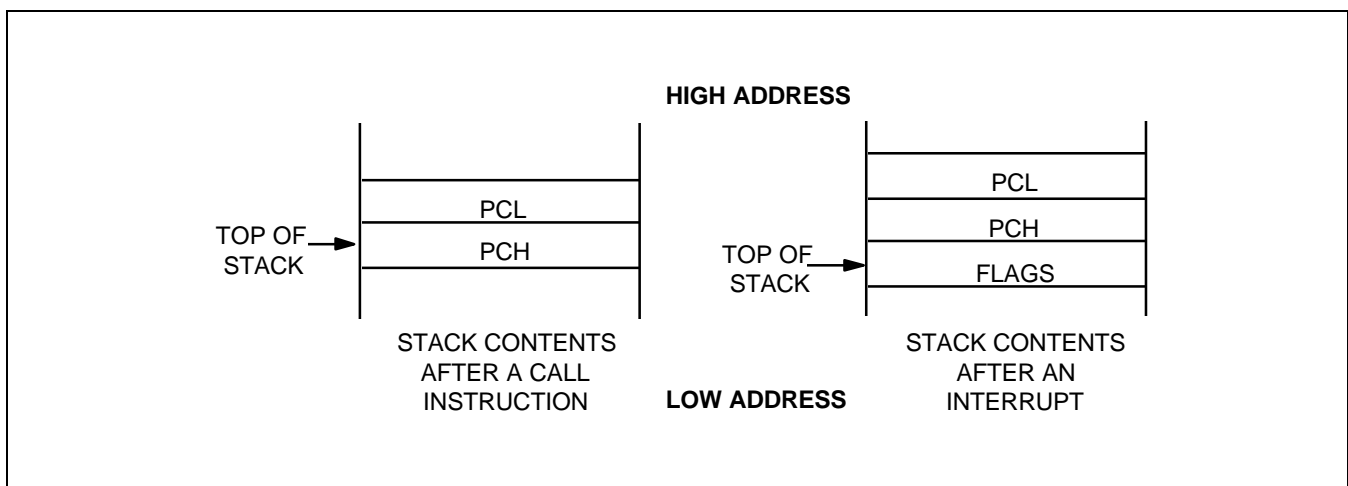 HIGH ADDRESS
PCL
PCH
TOP OF
STACK
STACK CONTENTS
AFTER A CALL
INSTRUCTION
LOW ADDRESS
PCL
PCH
FLAGS
TOP OF
STACK
STACK CONTENTS
AFTER AN
INTERRUPT